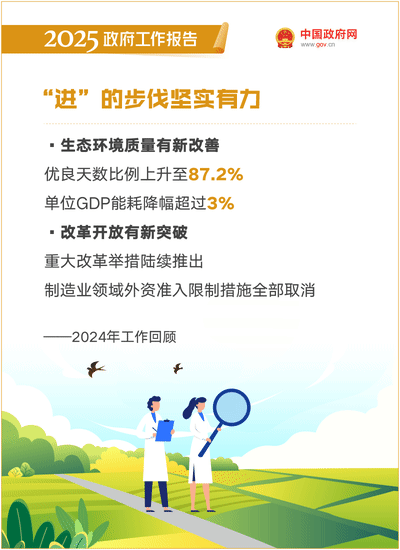 2025政府工作报告
中国政府网
www.gov.cn
“进”的步伐坚实有力
▪生态环境质量有新改善
优良天数比例上升至87.2%
单位GDP能耗降幅超过3%
▪改革开放有新突破
重大改革举措陆续推出
制造业领域外资准入限制措施全部取消
——2024年工作回顾